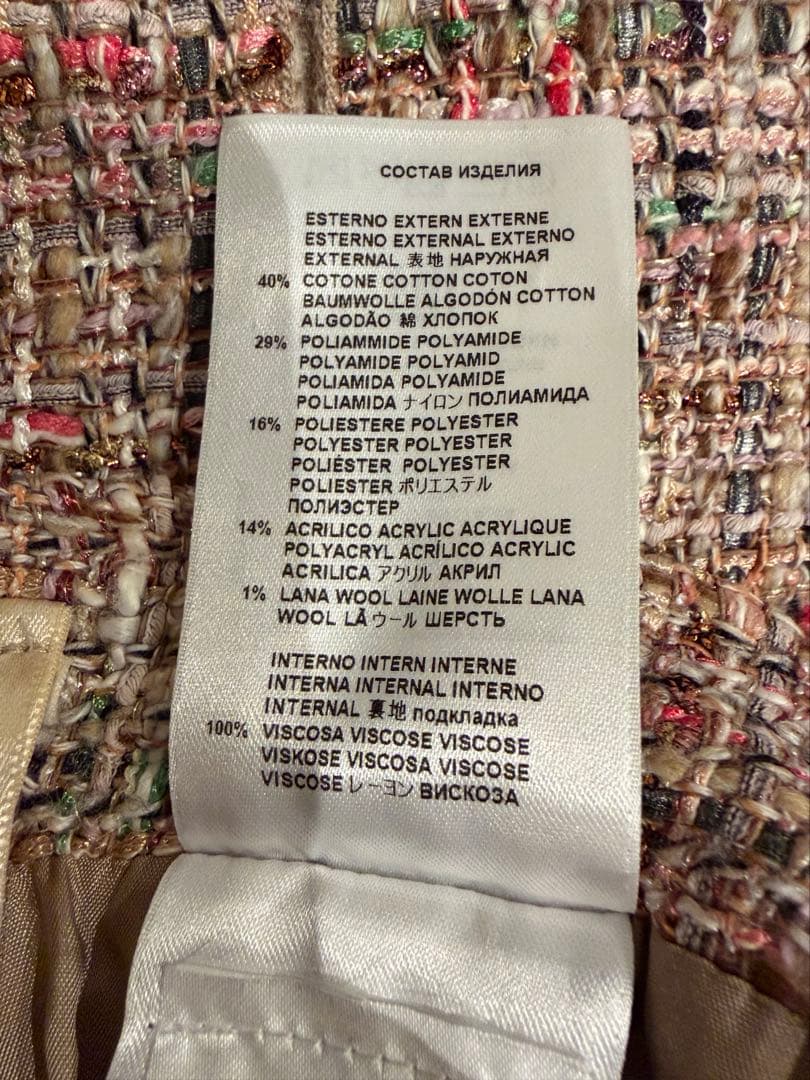 СОСТАВ ИЗДЕЛИЯ
ESTERNO EXTERN EXTERNE
ESTERNO EXTERNAL EXTERNO
EXTERNAL 表地 НАРУЖНАЯ
40% COTONE COTTON COTON
BAUMWOLLE ALGODÓN COTTON
ALGODÃO 綿 ХЛОПОК
29% POLIAMMIDE POLYAMIDE
POLYAMIDE POLYAMID
POLIAMIDA POLYAMIDE
POLIAMIDA ナイロン ПОЛИАМИДА
16% POLIESTERE POLYESTER
POLYESTER POLYESTER
POLIÉSTER POLYESTER
POLIESTER ポリエステル
ПОЛИЭСТЕР
14% ACRILICO ACRYLIC ACRYLIQUE
POLYACRYL ACRÍLICO ACRYLIC
ACRILICA アクリル АКРИЛ
1% LANA WOOL LAINE WOLLE LANA
WOOL LÃ ウール ШЕРСТЬ
INTERNO INTERN INTERNE
INTERNA INTERNAL INTERNO
INTERNAL 裏地 подкладка
100% VISCOSA VISCOSE VISCOSE
VISKOSE VISCOSA VISCOSE
VISCOSE レーヨン ВИСКОЗА